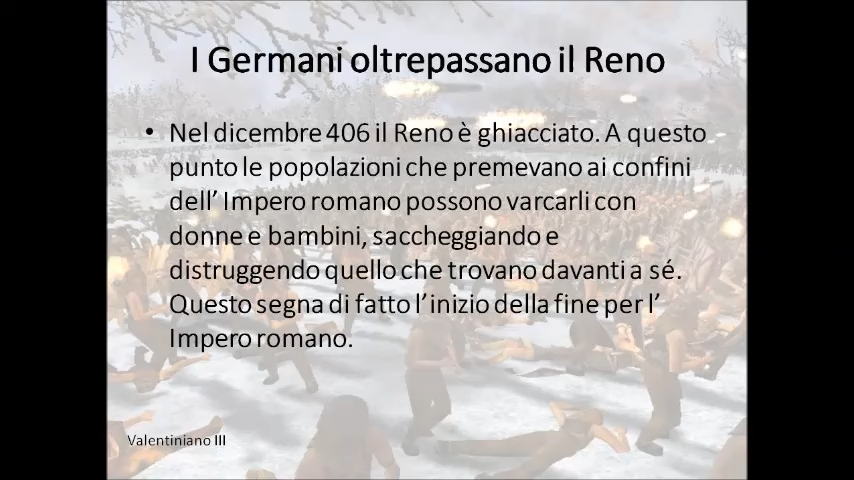 I Germani oltrepassano il Reno
• Nel dicembre 406 il Reno è ghiacciato. A questo
punto le popolazioni che premevano ai confini
dell' Impero romano possono varcarli con
donne e bambini, saccheggiando e
distruggendo quello che trovano davanti a sé.
Questo segna di fatto l'inizio della fine per l'
Impero romano.
Valentiniano III